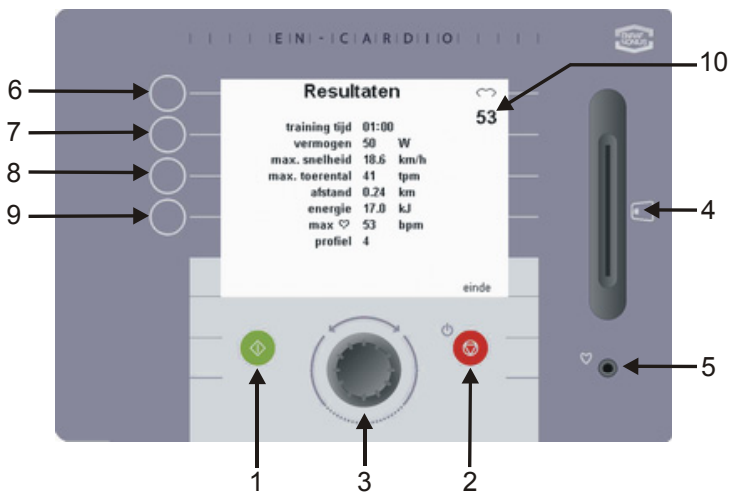 E N - C A R D I O
ENRAF
NONIUS
10
6
7
8
9
Resultaten
53
training tijd 01:00
vermogen 50 W
max. snelheid 18.6 km/h
max. toerental 41 tpm
afstand 0.24 km
energie 17.0 kJ
max ♡ 53 bpm
profiel 4
einde
4
5
1
3
2